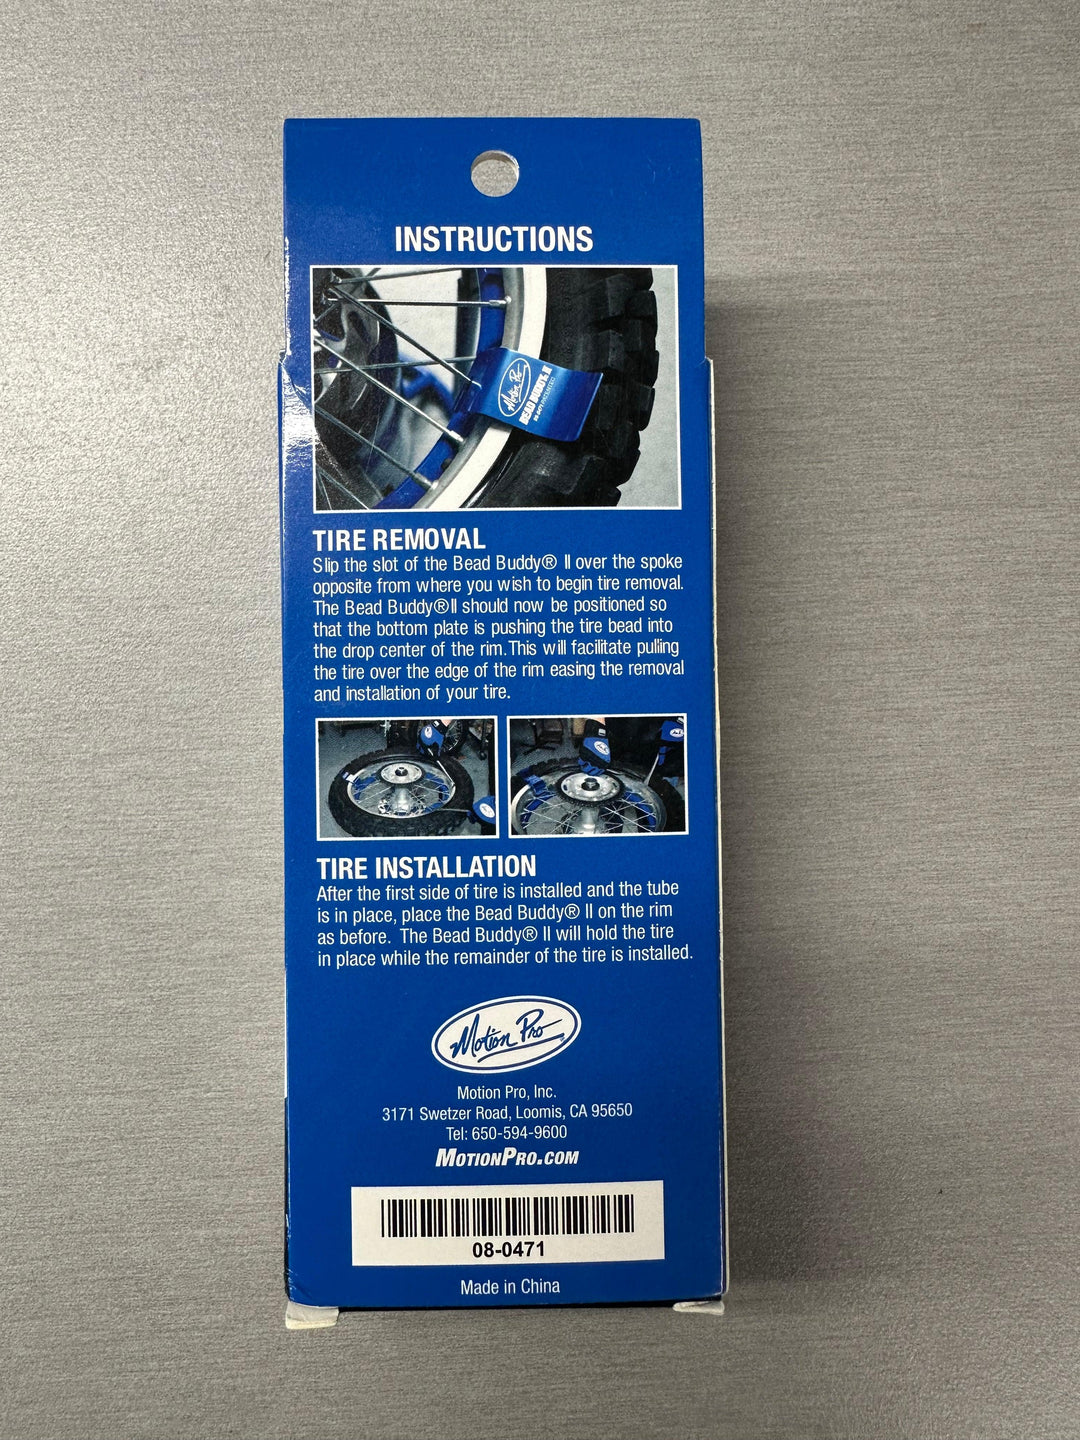 INSTRUCTIONS
Motion Pro
BEAD BUDDY® II
TIRE REMOVAL
Slip the slot of the Bead Buddy® II over the spoke
opposite from where you wish to begin tire removal.
The Bead Buddy® II should now be positioned so
that the bottom plate is pushing the tire bead into
the drop center of the rim. This will facilitate pulling
the tire over the edge of the rim easing the removal
and installation of your tire.
TIRE INSTALLATION
After the first side of tire is installed and the tube
is in place, place the Bead Buddy® II on the rim
as before. The Bead Buddy® II will hold the tire
in place while the remainder of the tire is installed.
Motion Pro
Motion Pro, Inc.
3171 Swetzer Road, Loomis, CA 95650
Tel: 650-594-9600
MOTIONPRO.COM
08-0471
Made in China